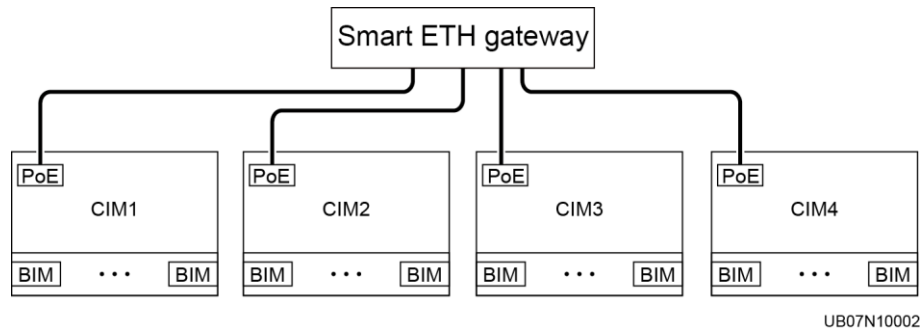 Smart ETH gateway
PoE PoE PoE PoE
CIM1 CIM2 CIM3 CIM4
BIM ··· BIM BIM ··· BIM BIM ··· BIM BIM ··· BIM
UB07N10002